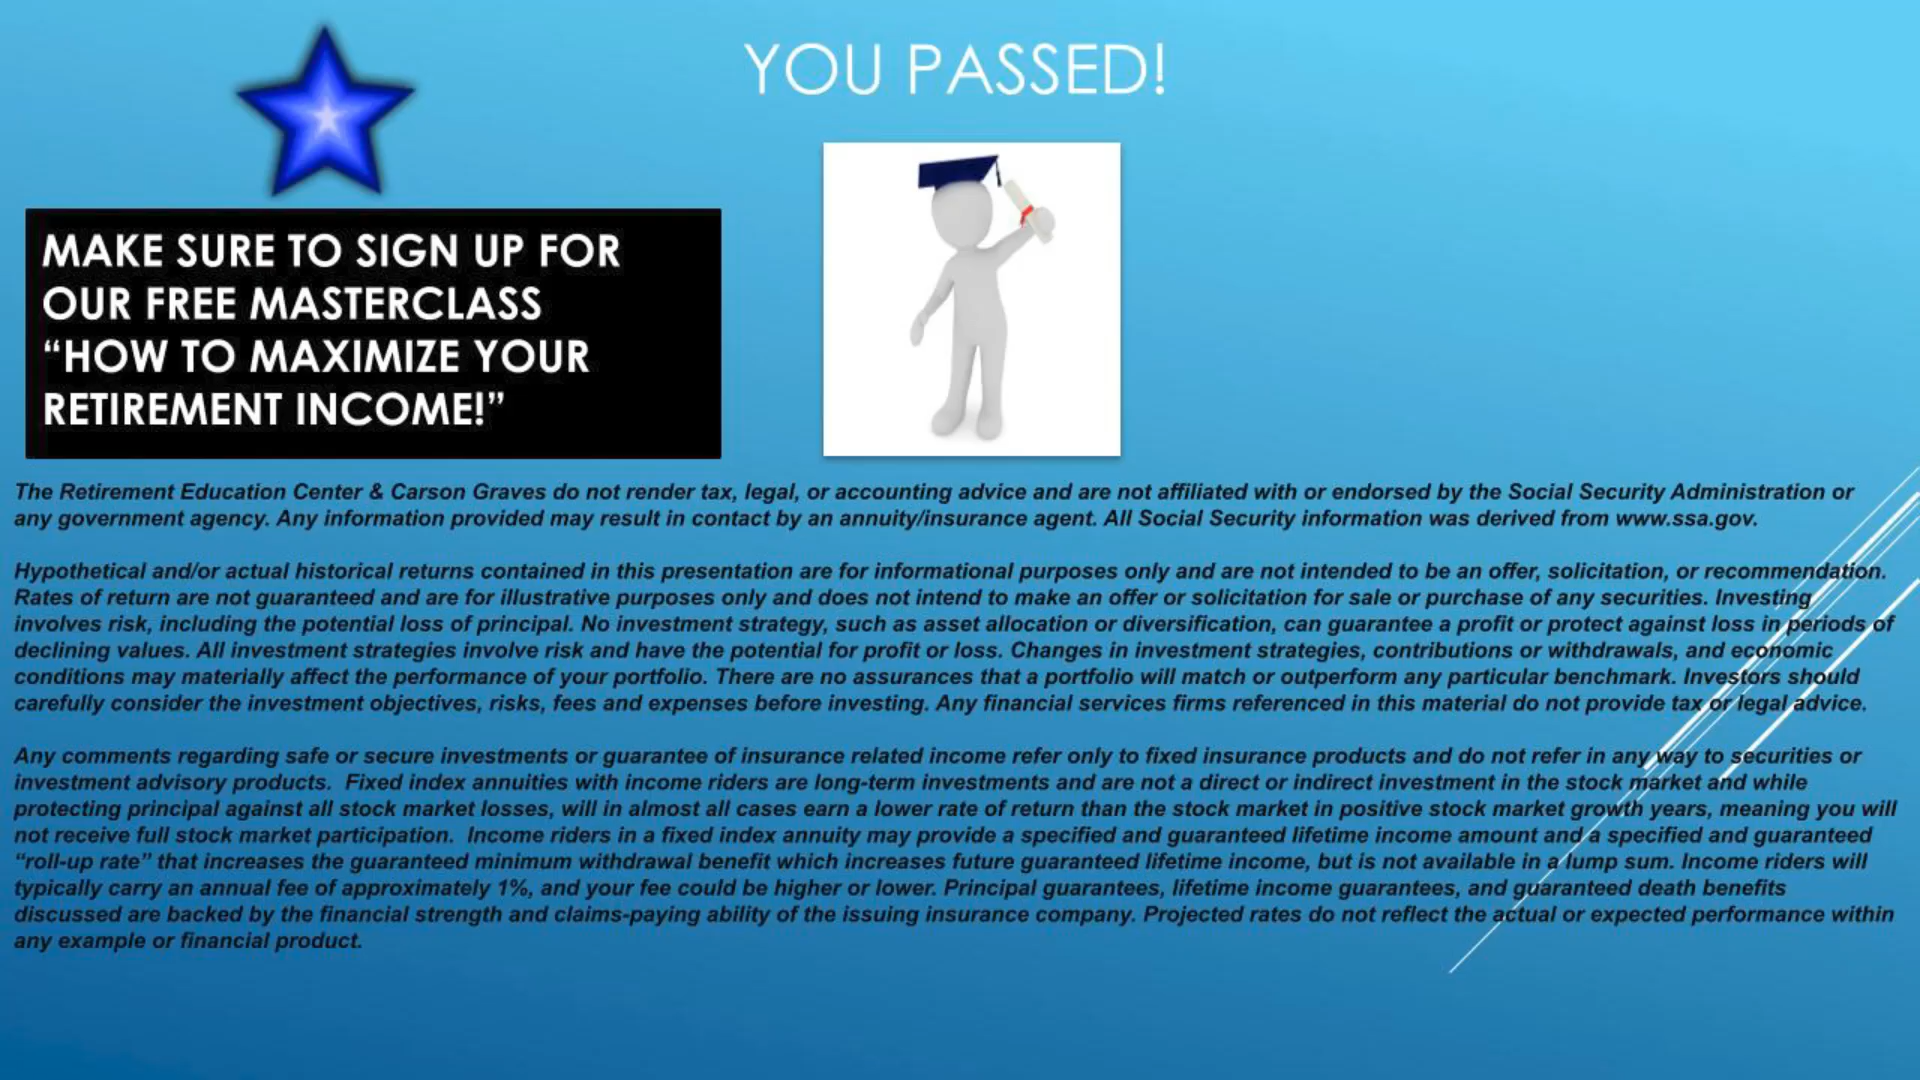 YOU PASSED!
MAKE SURE TO SIGN UP FOR
OUR FREE MASTERCLASS
“HOW TO MAXIMIZE YOUR
RETIREMENT INCOME!”
The Retirement Education Center & Carson Graves do not render tax, legal, or accounting advice and are not affiliated with or endorsed by the Social Security Administration or
any government agency. Any information provided may result in contact by an annuity/insurance agent. All Social Security information was derived from www.ssa.gov.
Hypothetical and/or actual historical returns contained in this presentation are for informational purposes only and are not intended to be an offer, solicitation, or recommendation.
Rates of return are not guaranteed and are for illustrative purposes only and does not intend to make an offer or solicitation for sale or purchase of any securities. Investing
involves risk, including the potential loss of principal. No investment strategy, such as asset allocation or diversification, can guarantee a profit or protect against loss in periods of
declining values. All investment strategies involve risk and have the potential for profit or loss. Changes in investment strategies, contributions or withdrawals, and economic
conditions may materially affect the performance of your portfolio. There are no assurances that a portfolio will match or outperform any particular benchmark. Investors should
carefully consider the investment objectives, risks, fees and expenses before investing. Any financial services firms referenced in this material do not provide tax or legal advice.
Any comments regarding safe or secure investments or guarantee of insurance related income refer only to fixed insurance products and do not refer in any way to securities or
investment advisory products.  Fixed index annuities with income riders are long-term investments and are not a direct or indirect investment in the stock market and while
protecting principal against all stock market losses, will in almost all cases earn a lower rate of return than the stock market in positive stock market growth years, meaning you will
not receive full stock market participation.  Income riders in a fixed index annuity may provide a specified and guaranteed lifetime income amount and a specified and guaranteed
“roll-up rate” that increases the guaranteed minimum withdrawal benefit which increases future guaranteed lifetime income, but is not available in a lump sum. Income riders will
typically carry an annual fee of approximately 1%, and your fee could be higher or lower. Principal guarantees, lifetime income guarantees, and guaranteed death benefits
discussed are backed by the financial strength and claims-paying ability of the issuing insurance company. Projected rates do not reflect the actual or expected performance within
any example or financial product.